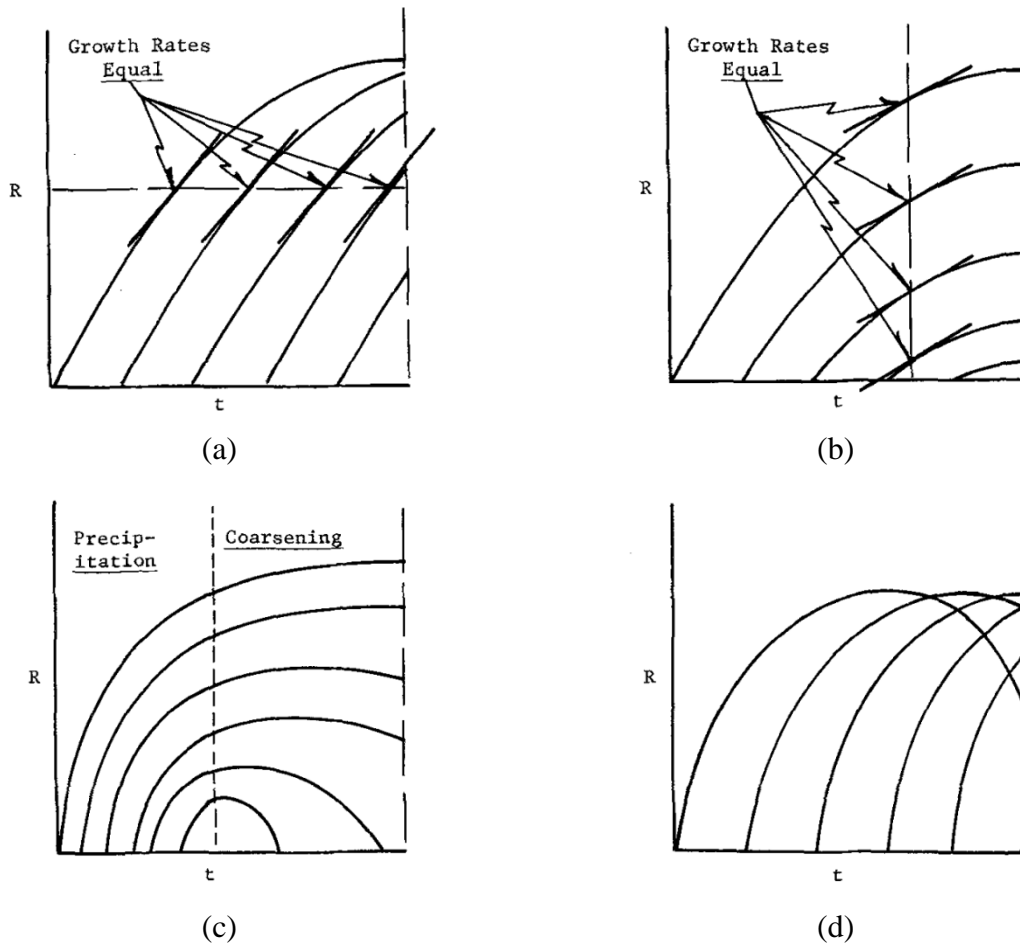 Growth Rates
Equal
R
t
(a)
Growth Rates
Equal
R
t
(b)
Precip-
itation
Coarsening
R
t
(c)
R
t
(d)